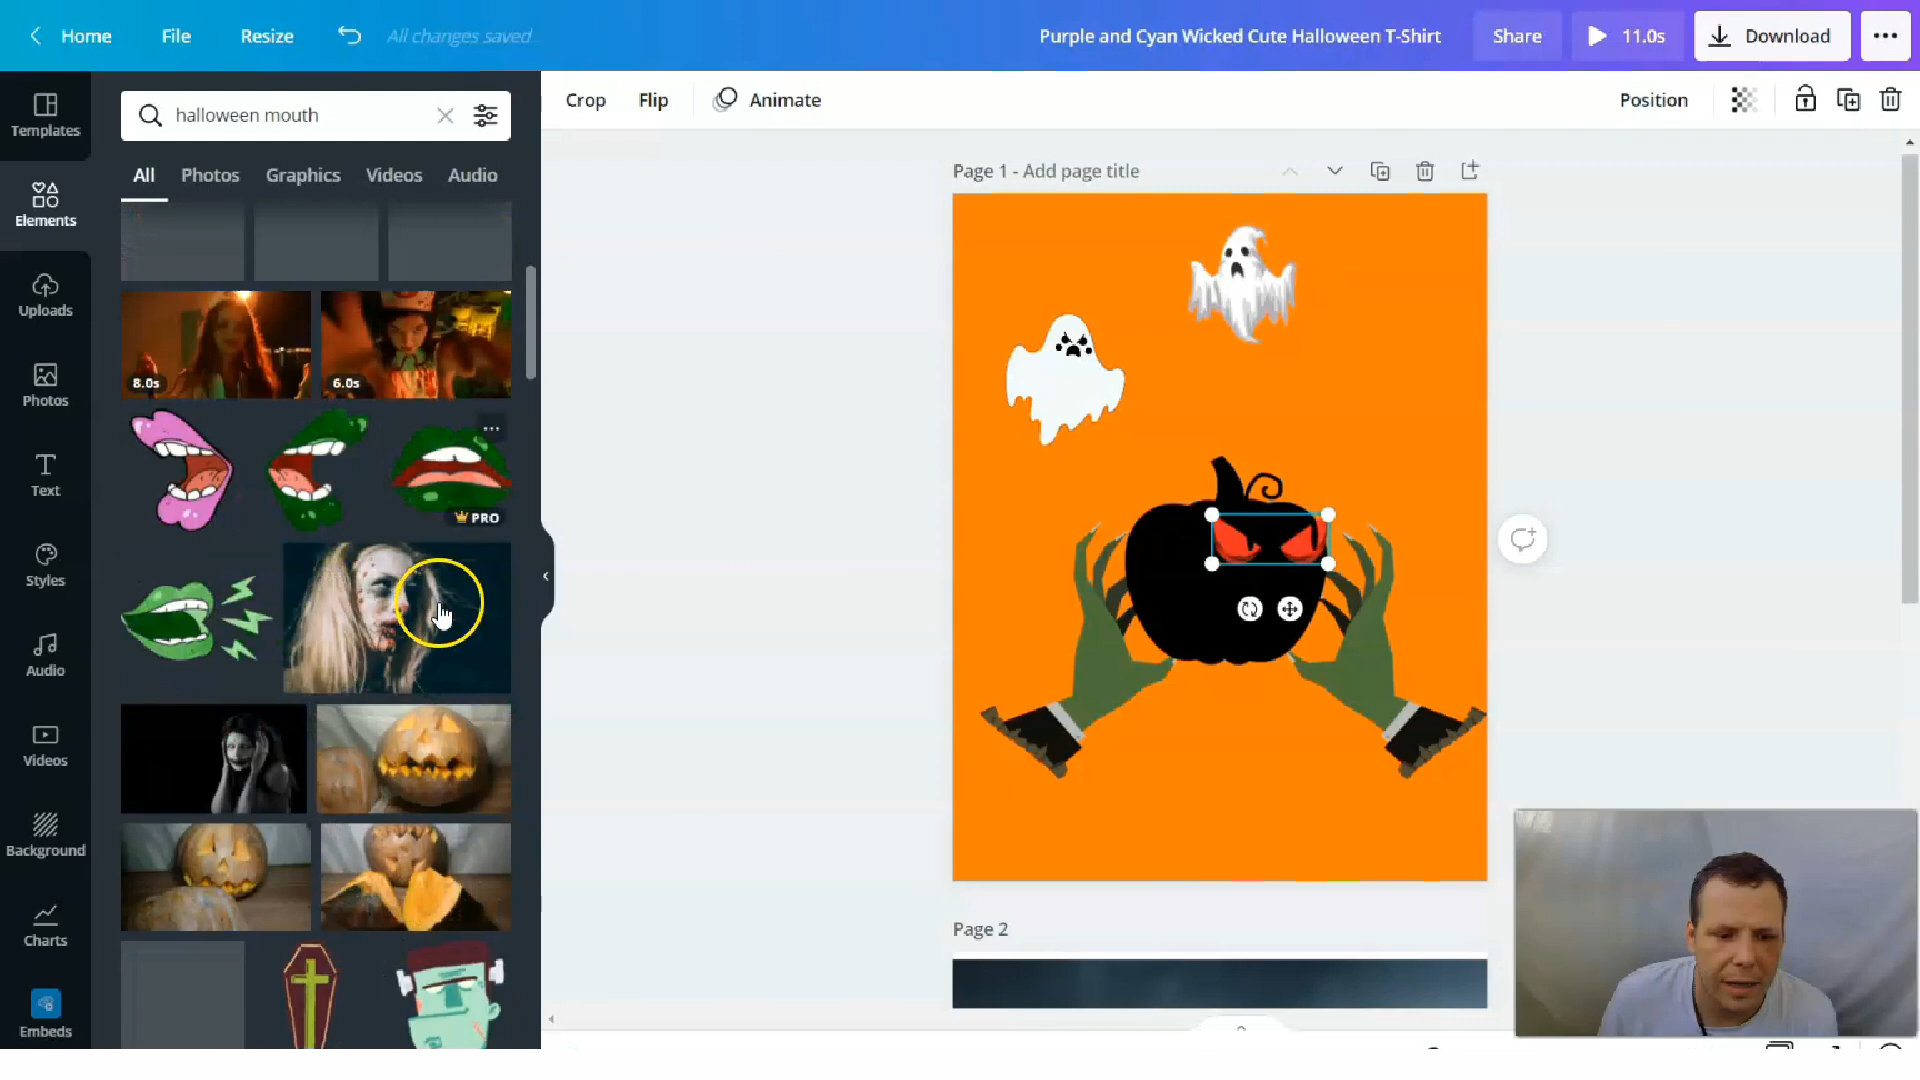 Home File Resize All changes saved Purple and Cyan Wicked Cute Halloween T-Shirt Share 11.0s Download
halloween mouth
Crop Flip Animate Position
Templates
All Photos Graphics Videos Audio
Page 1 - Add page title
Elements
Uploads
8.0s 6.0s
Photos
Text
PRO
Styles
Audio
Videos
Background
Charts
Page 2
Embeds